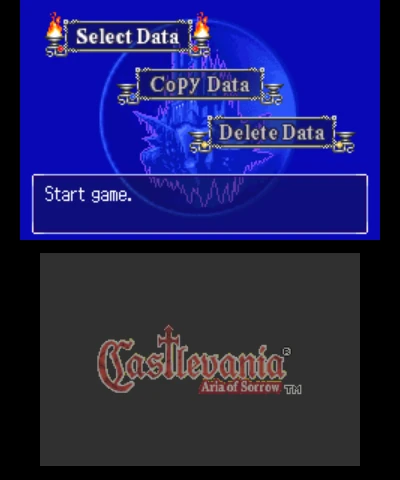 Select Data
Copy Data
Delete Data
Start game.
Castlevania®
Aria of Sorrow TM